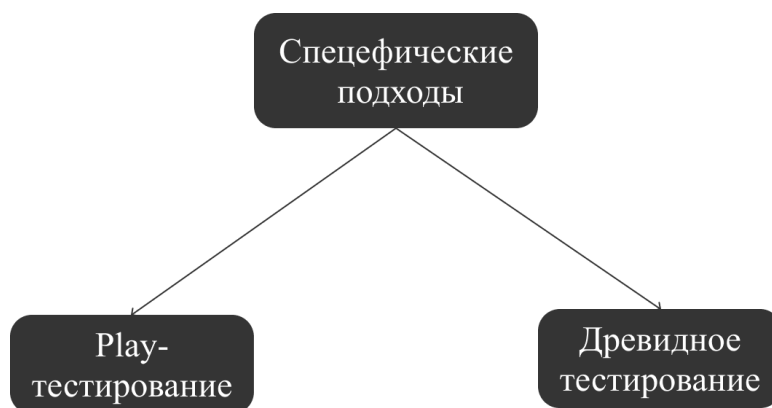 Спецефические
подходы
Play-
тестирование
Древидное
тестирование